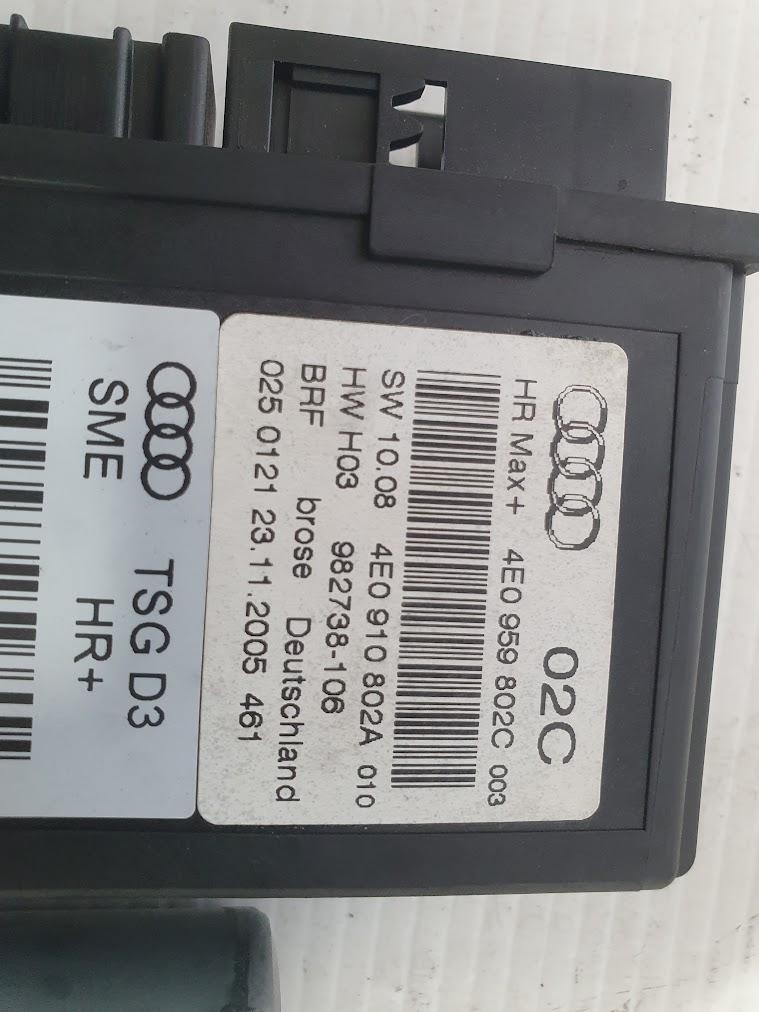 02C
HR Max+ 4E0 959 802C 003
SW 10.08 4E0 910 802A 010
HW H03 982738-106
BRF brose Deutschland
025 0121 23.11.2005 461
TSG D3
SME HR+